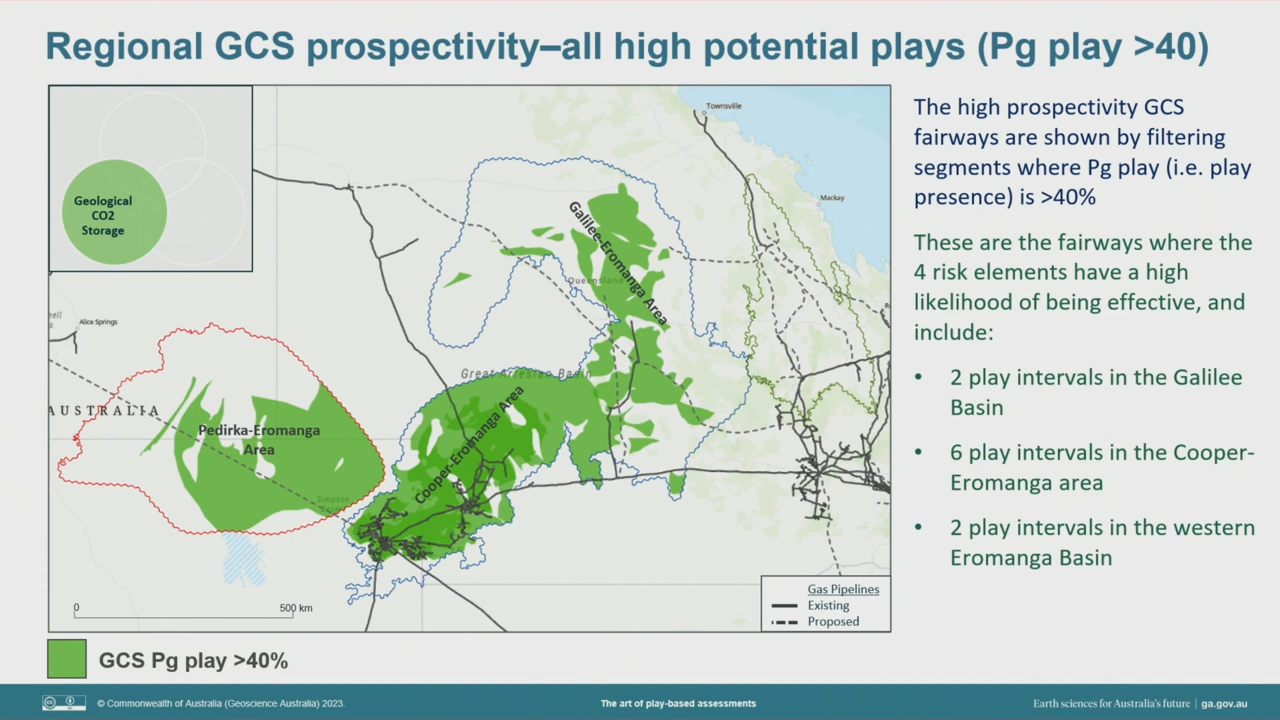 Regional GCS prospectivity–all high potential plays (Pg play >40)
Geological
CO2
Storage
Townsville
Mackay
Galilee-Eromanga Area
Queensland
Alice Springs
Great Artesian Basin
AUSTRALIA
Pedirka-Eromanga
Area
Cooper-Eromanga Area
Simpson
0
500 km
Gas Pipelines
Existing
Proposed
GCS Pg play >40%
The high prospectivity GCS
fairways are shown by filtering
segments where Pg play (i.e. play
presence) is >40%
These are the fairways where the
4 risk elements have a high
likelihood of being effective, and
include:
• 2 play intervals in the Galilee
Basin
• 6 play intervals in the Cooper-
Eromanga area
• 2 play intervals in the western
Eromanga Basin
© Commonwealth of Australia (Geoscience Australia) 2023.
The art of play-based assessments
Earth sciences for Australia's future | ga.gov.au